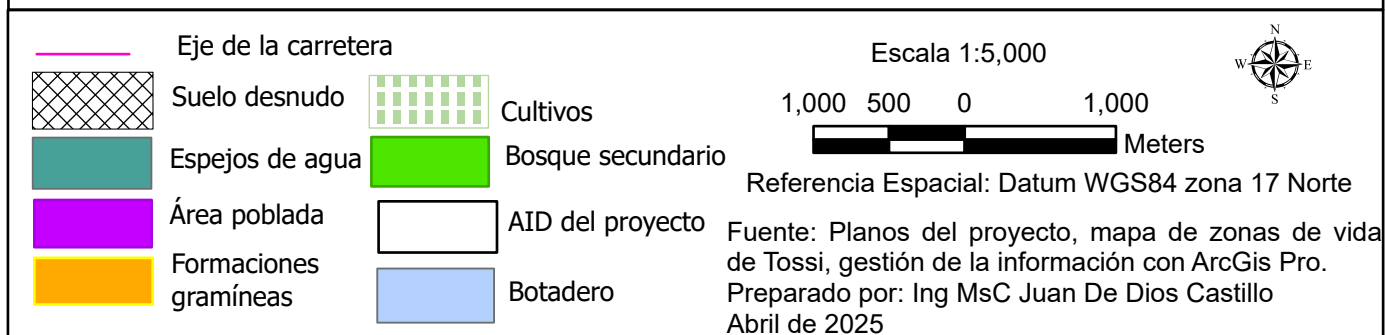 Eje de la carretera
Suelo desnudo
Espejos de agua
Área poblada
Formaciones
gramíneas
Cultivos
Bosque secundario
AID del proyecto
Botadero
Escala 1:5,000
1,000 500 0 1,000
Meters
Referencia Espacial: Datum WGS84 zona 17 Norte
Fuente: Planos del proyecto, mapa de zonas de vida
de Tossi, gestión de la información con ArcGis Pro.
Preparado por: Ing MsC Juan De Dios Castillo
Abril de 2025
N
W E
S